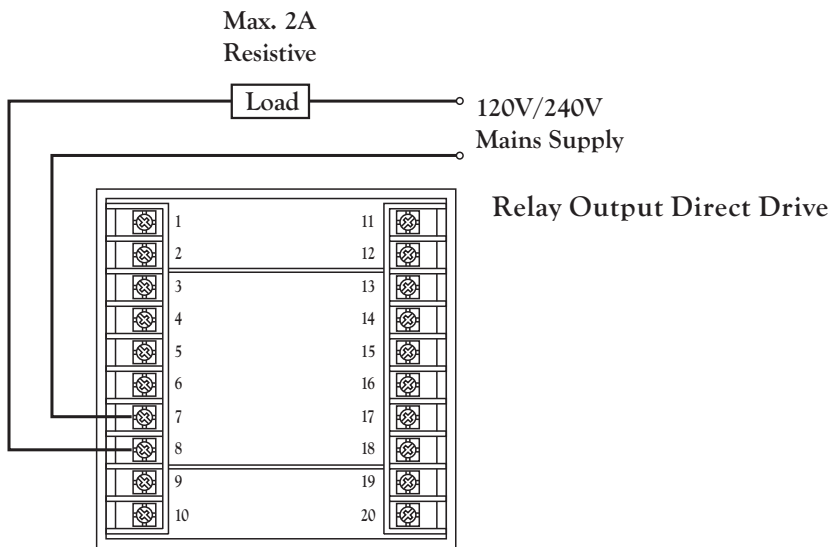 Max. 2A
Resistive
Load
120V/240V
Mains Supply
Relay Output Direct Drive
1 11
2 12
3 13
4 14
5 15
6 16
7 17
8 18
9 19
10 20